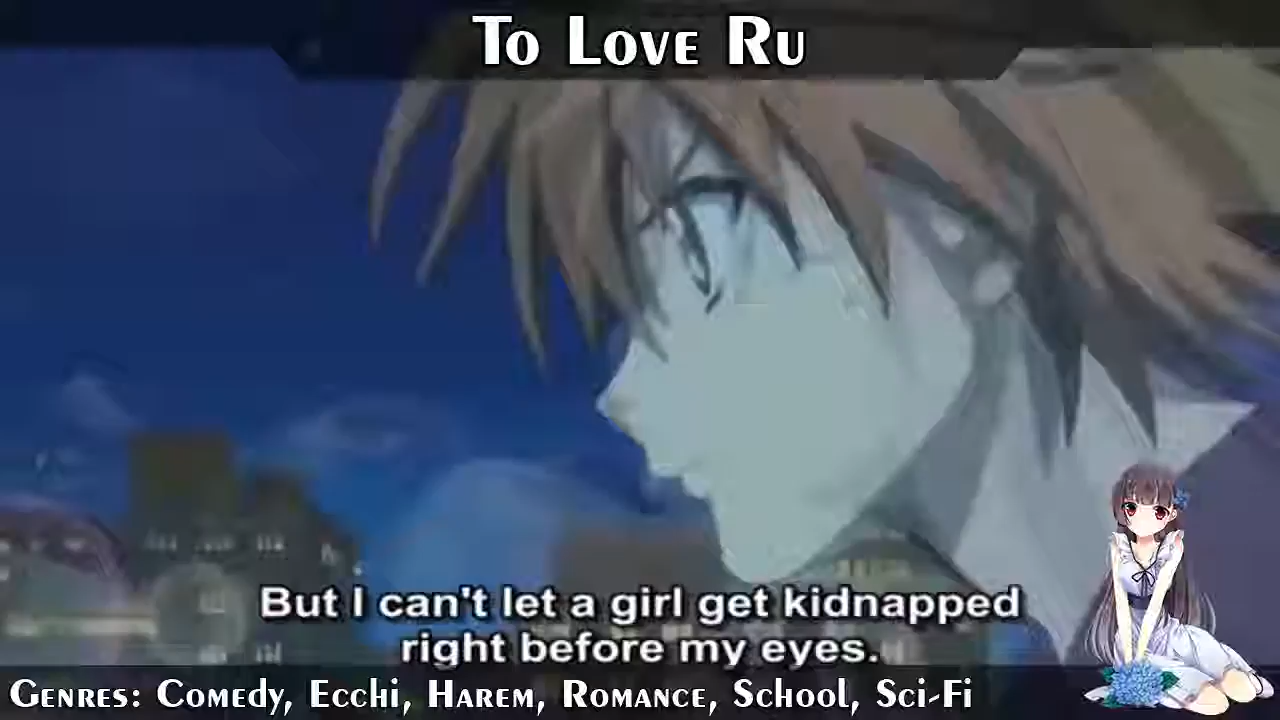 To Love Ru
But I can't let a girl get kidnapped
right before my eyes.
Genres: Comedy, Ecchi, Harem, Romance, School, Sci-Fi